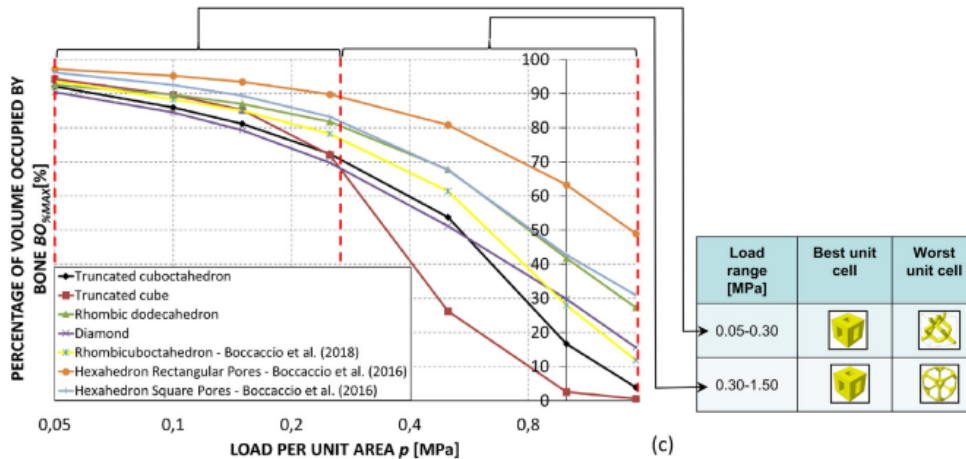 PERCENTAGE OF VOLUME OCCUPIED BY
BONE BO%MAX[%]
100
90
80
70
60
50
40
30
20
10
0
Truncated cuboctahedron
Truncated cube
Rhombic dodecahedron
Diamond
Rhombicuboctahedron - Boccaccio et al. (2018)
Hexahedron Rectangular Pores - Boccaccio et al. (2016)
Hexahedron Square Pores - Boccaccio et al. (2016)
0,05 0,1 0,2 0,4 0,8
LOAD PER UNIT AREA p [MPa]
(c)
Load
range
[MPa]
Best unit
cell
Worst
unit cell
0.05-0.30
0.30-1.50